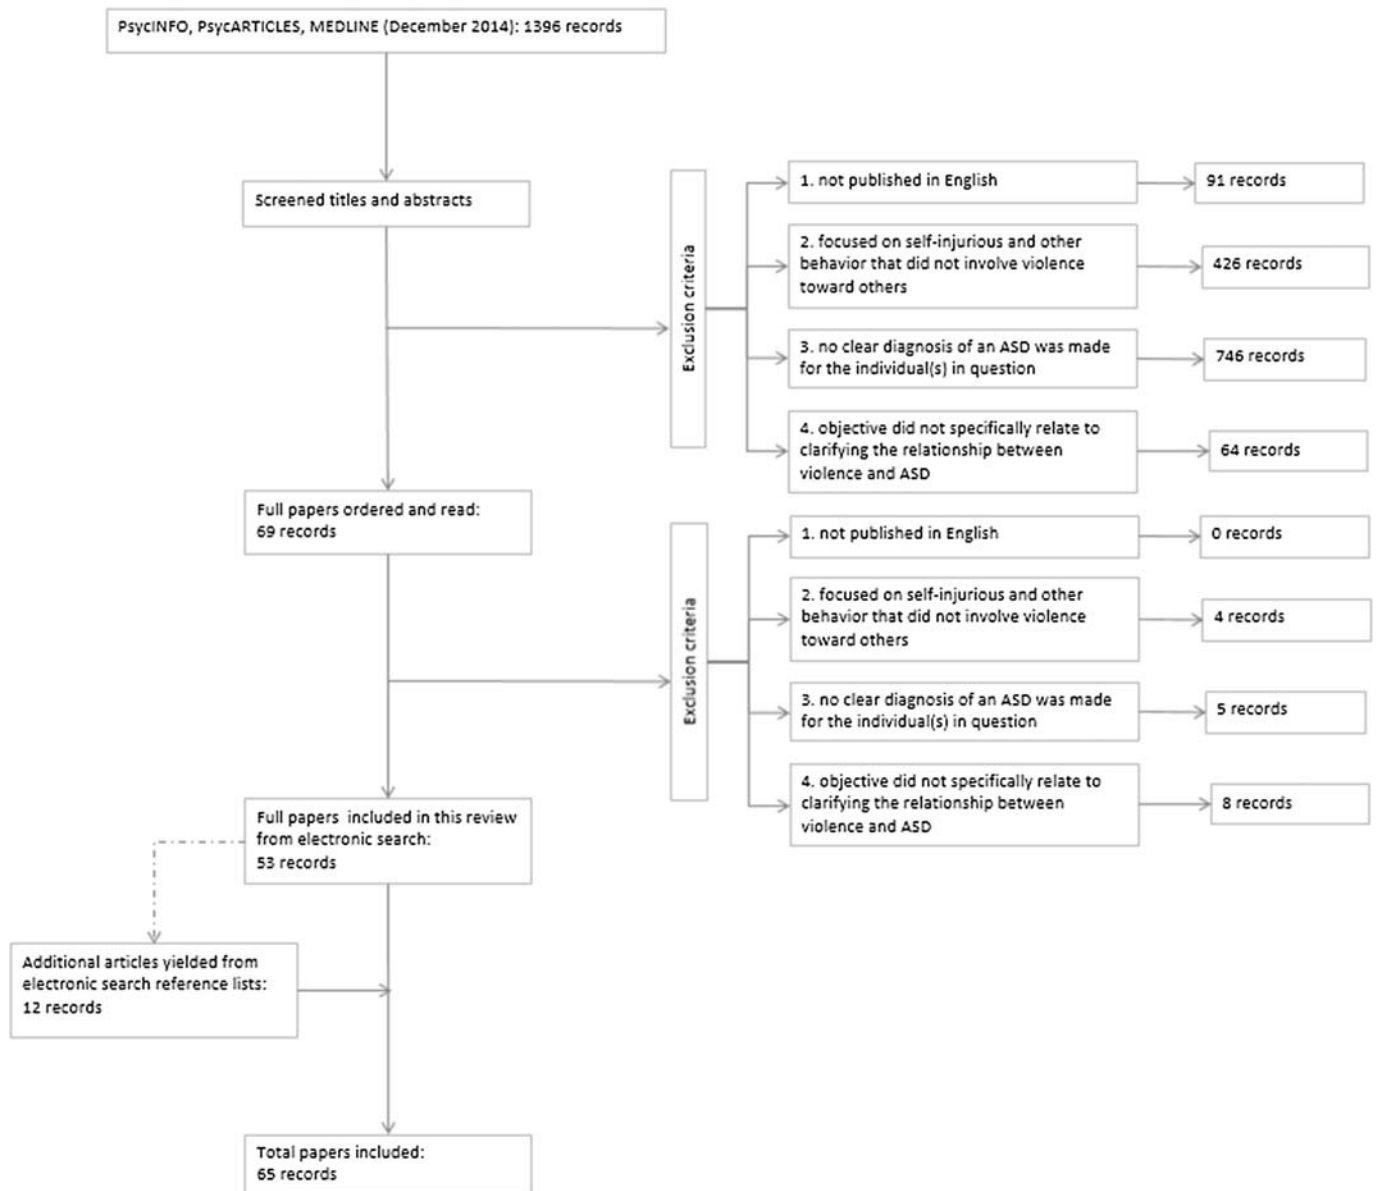 PsycINFO, PsycARTICLES, MEDLINE (December 2014): 1396 records
Screened titles and abstracts
Exclusion criteria
1. not published in English
91 records
2. focused on self-injurious and other
behavior that did not involve violence
toward others
426 records
3. no clear diagnosis of an ASD was made
for the individual(s) in question
746 records
4. objective did not specifically relate to
clarifying the relationship between
violence and ASD
64 records
Full papers ordered and read:
69 records
Exclusion criteria
1. not published in English
0 records
2. focused on self-injurious and other
behavior that did not involve violence
toward others
4 records
3. no clear diagnosis of an ASD was made
for the individual(s) in question
5 records
4. objective did not specifically relate to
clarifying the relationship between
violence and ASD
8 records
Full papers included in this review
from electronic search:
53 records
Additional articles yielded from
electronic search reference lists:
12 records
Total papers included:
65 records